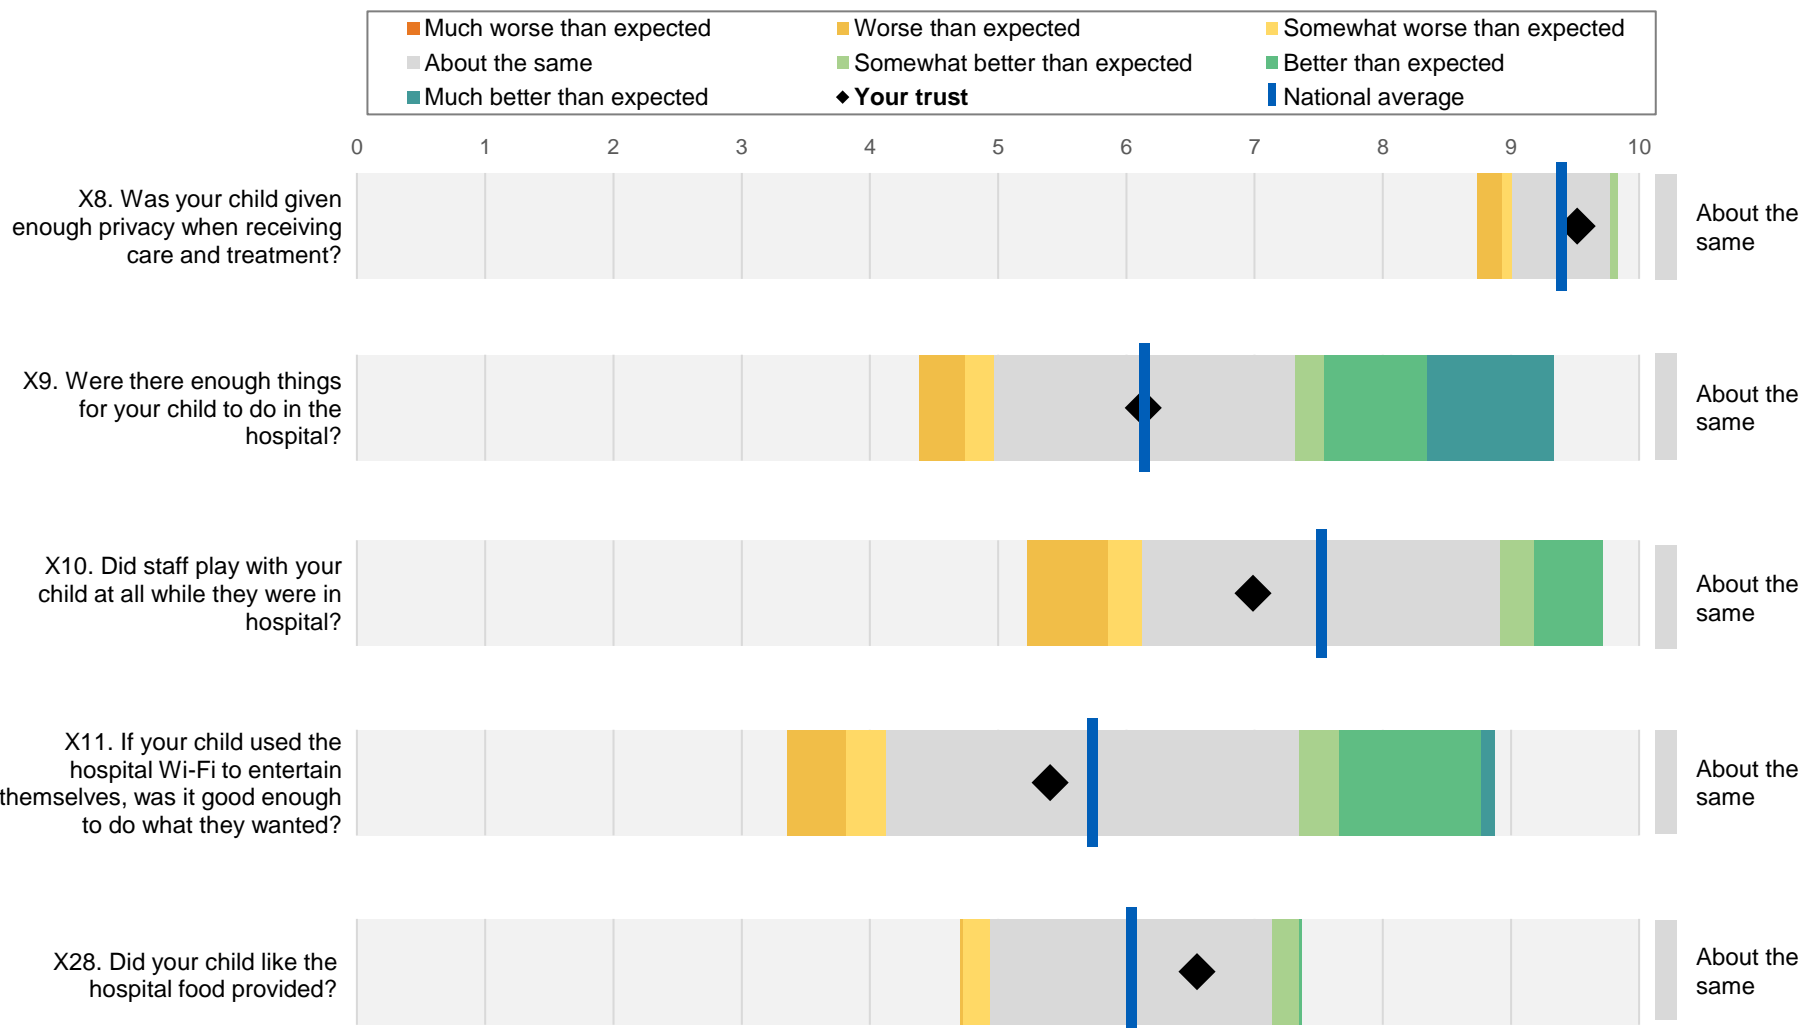 Much worse than expected
Worse than expected
Somewhat worse than expected
About the same
Somewhat better than expected
Better than expected
Much better than expected
Your trust
National average
0 1 2 3 4 5 6 7 8 9 10
X8. Was your child given
enough privacy when receiving
care and treatment?
About the
same
X9. Were there enough things
for your child to do in the
hospital?
About the
same
X10. Did staff play with your
child at all while they were in
hospital?
About the
same
X11. If your child used the
hospital Wi-Fi to entertain
themselves, was it good enough
to do what they wanted?
About the
same
X28. Did your child like the
hospital food provided?
About the
same